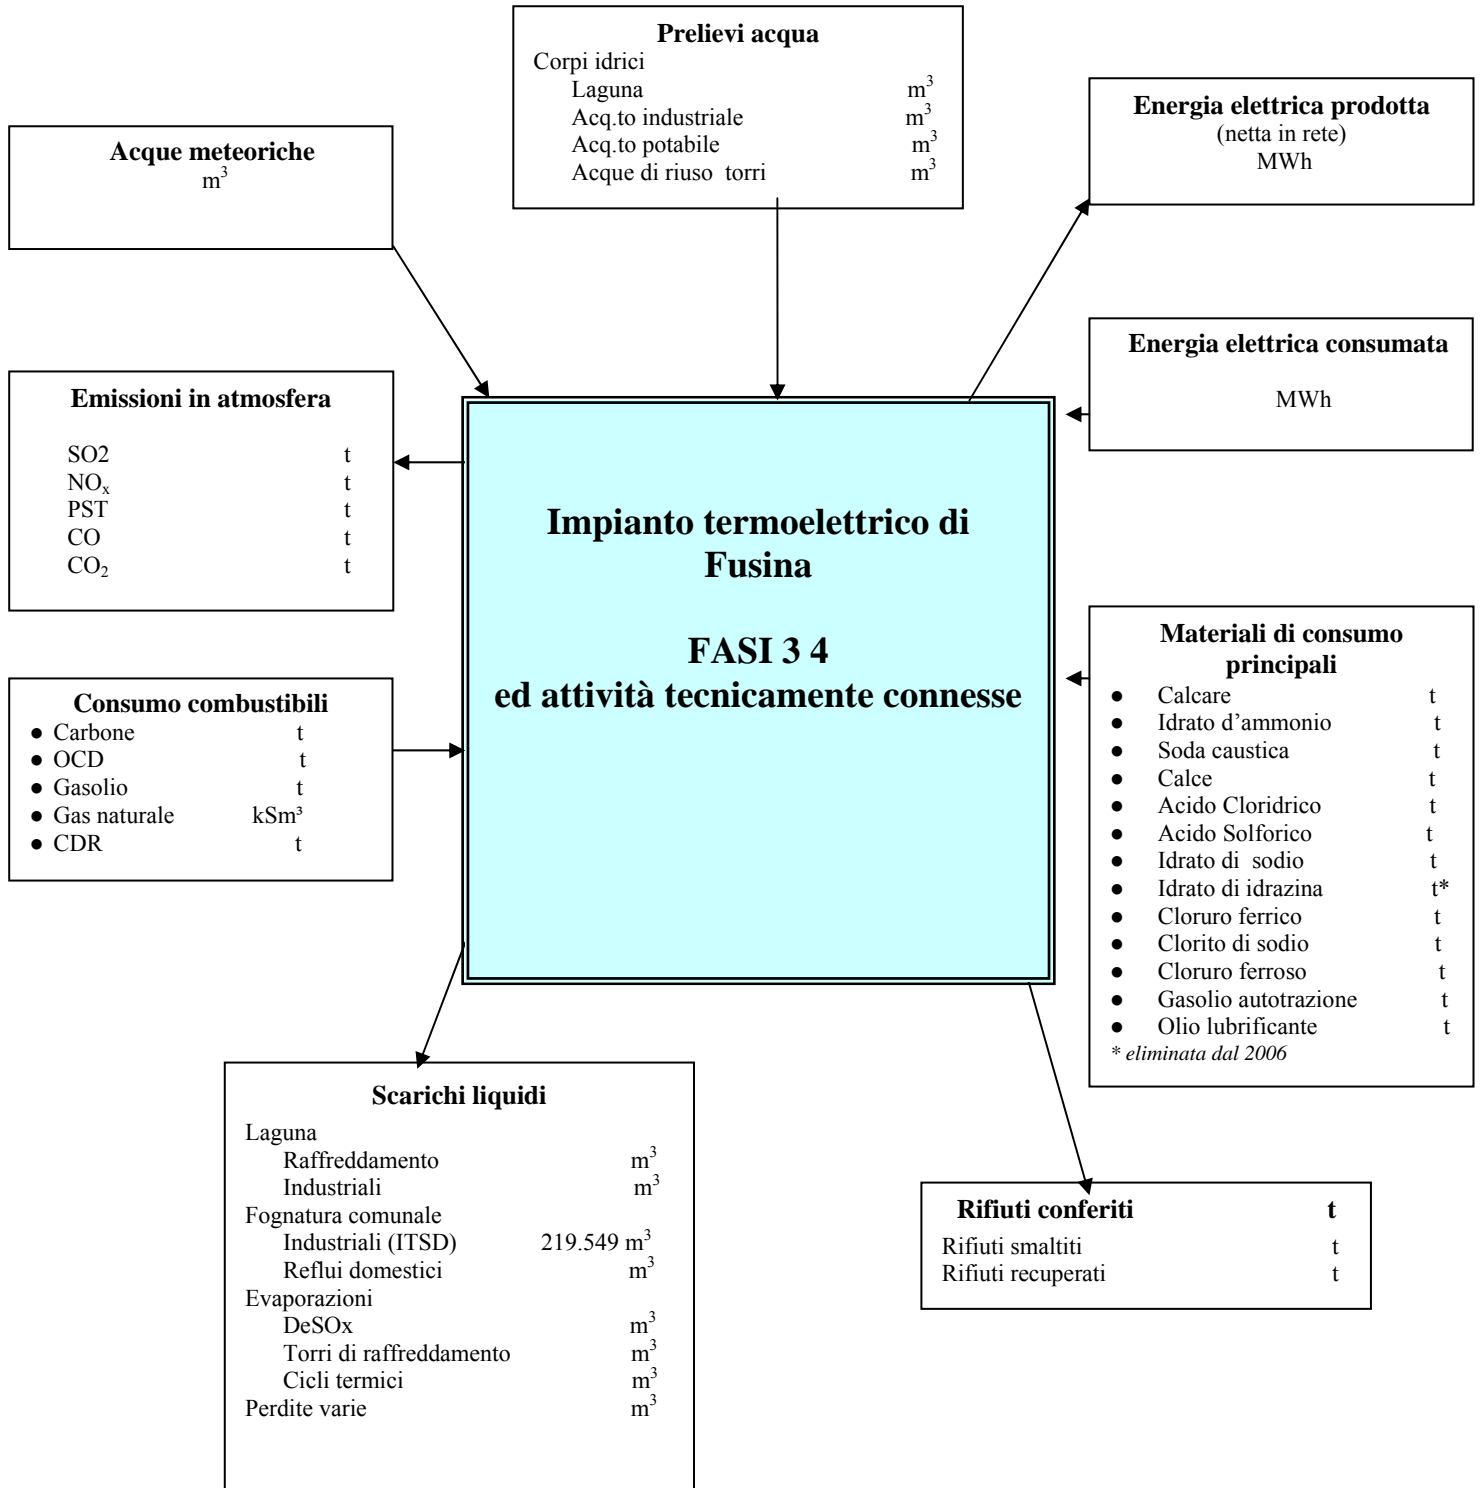 Prelievi acqua
Corpi idrici
Laguna m³
Acq.to industriale m³
Acq.to potabile m³
Acque di riuso torri m³
Energia elettrica prodotta
(netta in rete)
MWh
Acque meteoriche
m³
Energia elettrica consumata
MWh
Emissioni in atmosfera
SO2 t
NOₓ t
PST t
CO t
CO₂ t
Impianto termoelettrico di
Fusina
FASI 3 4
ed attività tecnicamente connesse
Consumo combustibili
● Carbone t
● OCD t
● Gasolio t
● Gas naturale kSm³
● CDR t
Materiali di consumo
principali
● Calcare t
● Idrato d’ammonio t
● Soda caustica t
● Calce t
● Acido Cloridrico t
● Acido Solforico t
● Idrato di sodio t
● Idrato di idrazina t*
● Cloruro ferrico t
● Clorito di sodio t
● Cloruro ferroso t
● Gasolio autotrazione t
● Olio lubrificante t
* eliminata dal 2006
Scarichi liquidi
Laguna
Raffreddamento m³
Industriali m³
Fognatura comunale
Industriali (ITSD) 219.549 m³
Reflui domestici m³
Evaporazioni
DeSOx m³
Torri di raffreddamento m³
Cicli termici m³
Perdite varie m³
Rifiuti conferiti t
Rifiuti smaltiti t
Rifiuti recuperati t